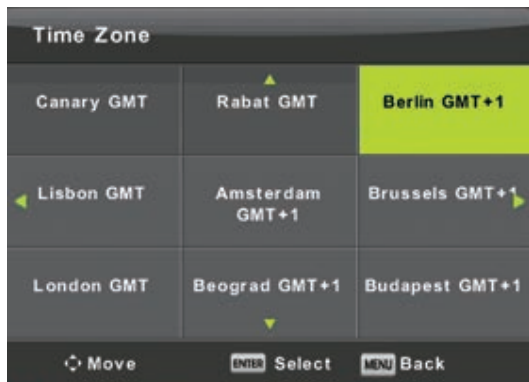 Time Zone
Canary GMT
Rabat GMT
Berlin GMT+1
Lisbon GMT
Amsterdam
GMT+1
Brussels GMT+1
London GMT
Beograd GMT+1
Budapest GMT+1
Move
ENTER Select
MENU Back